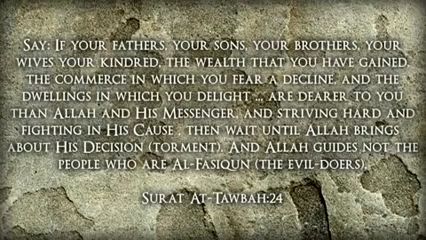 Say: If your fathers, your sons, your brothers, your
wives your kindred, the wealth that you have gained,
the commerce in which you fear a decline, and the
dwellings in which you delight ... are dearer to you
than Allah and His Messenger, and striving hard and
fighting in His Cause , then wait until Allah brings
about His Decision (torment). And Allah guides not the
people who are Al-Fasiqun (the evil-doers).
Surat At-Tawbah:24